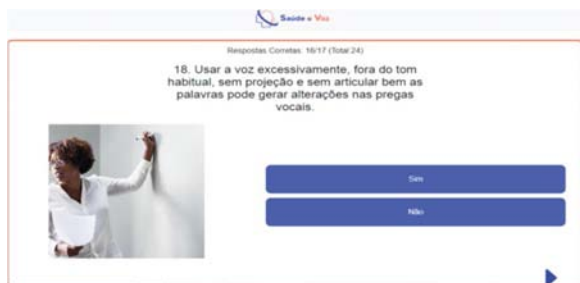 Saúde e Voz
Respostas Corretas: 16/17 (Total:24)
18. Usar a voz excessivamente, fora do tom
habitual, sem projeção e sem articular bem as
palavras pode gerar alterações nas pregas
vocais.
Sim
Não